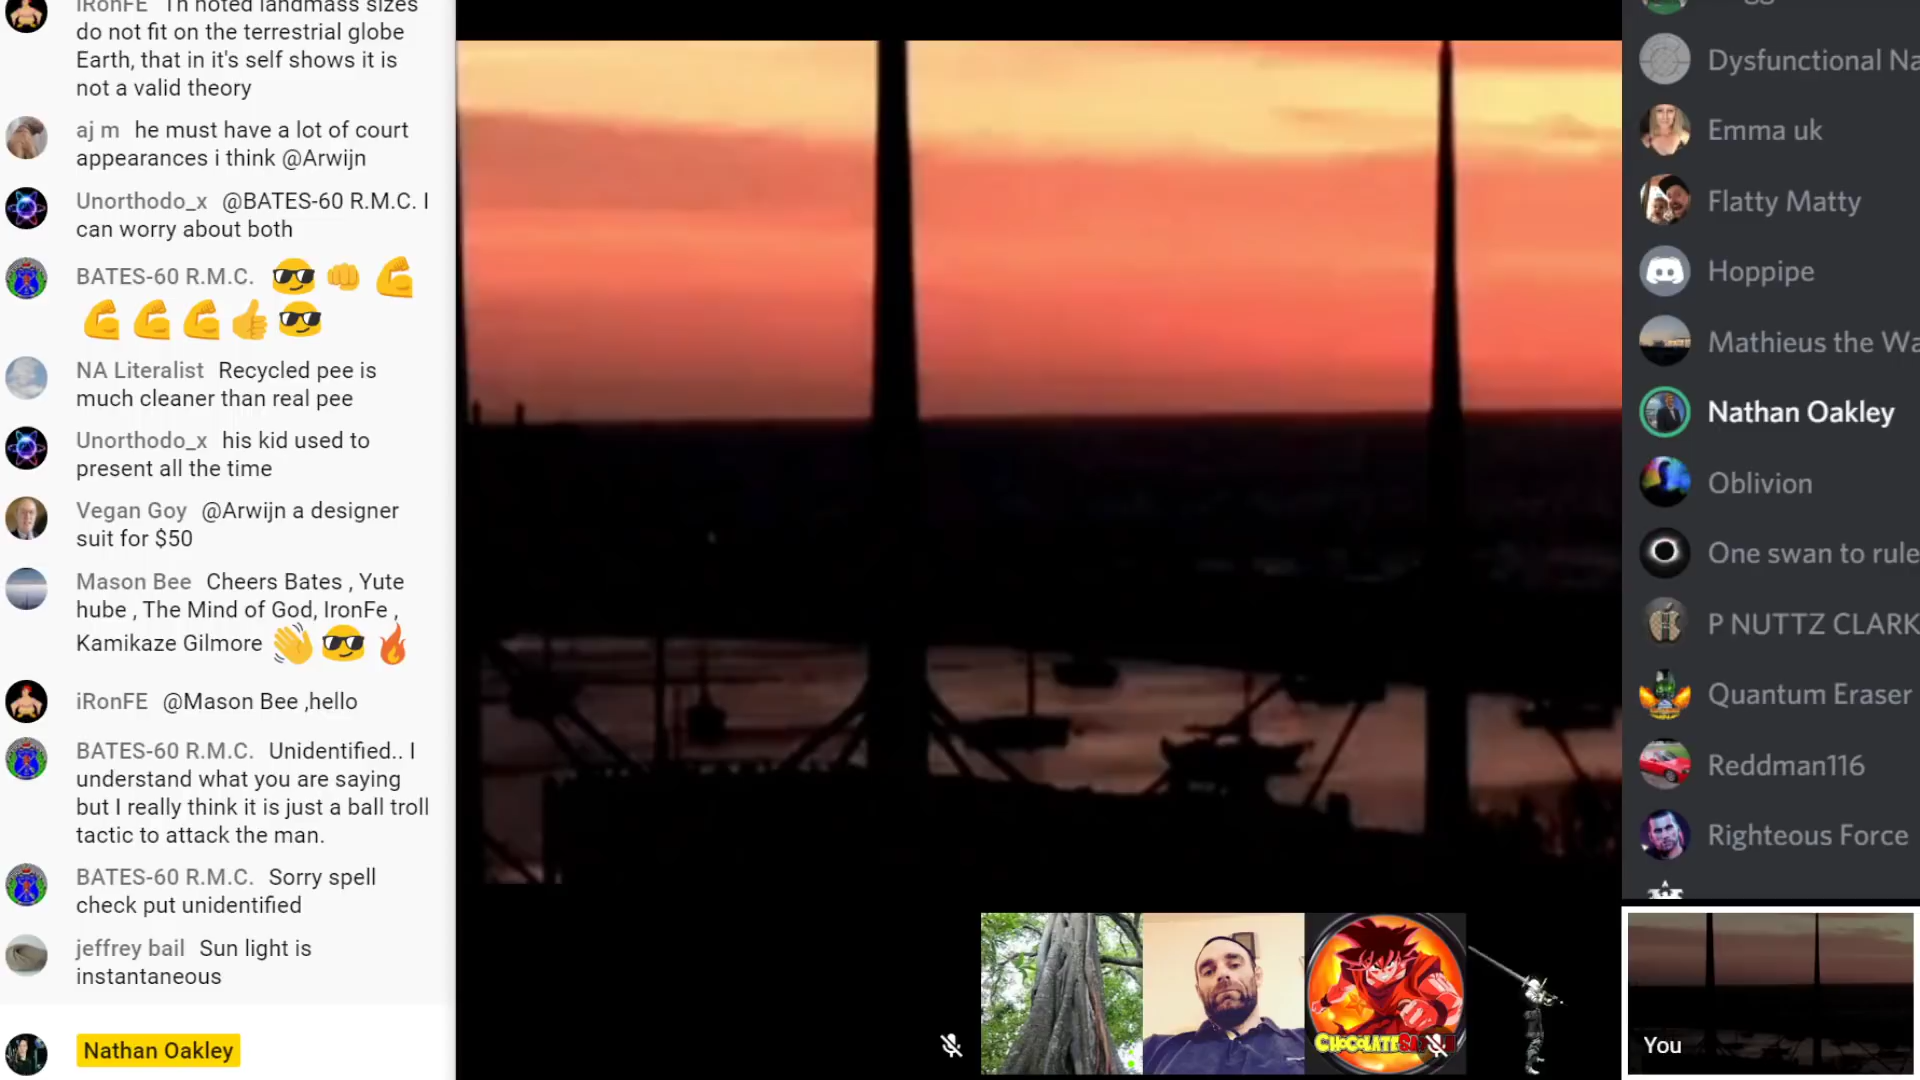 iRonFE Th noted landmass sizes
do not fit on the terrestrial globe
Earth, that in it's self shows it is
not a valid theory
aj m he must have a lot of court
appearances i think @Arwijn
Unorthodo_x @BATES-60 R.M.C. I
can worry about both
BATES-60 R.M.C. 😎👊💪
💪💪💪👍😎
NA Literalist Recycled pee is
much cleaner than real pee
Unorthodo_x his kid used to
present all the time
Vegan Goy @Arwijn a designer
suit for $50
Mason Bee Cheers Bates , Yute
hube , The Mind of God, IronFe ,
Kamikaze Gilmore 👋😎🔥
iRonFE @Mason Bee ,hello
BATES-60 R.M.C. Unidentified.. I
understand what you are saying
but I really think it is just a ball troll
tactic to attack the man.
BATES-60 R.M.C. Sorry spell
check put unidentified
jeffrey bail Sun light is
instantaneous
Nathan Oakley
Dysfunctional Na
Emma uk
Flatty Matty
Hoppipe
Mathieus the Wa
Nathan Oakley
Oblivion
One swan to rule
P NUTTZ CLARK
Quantum Eraser
Reddman116
Righteous Force
You